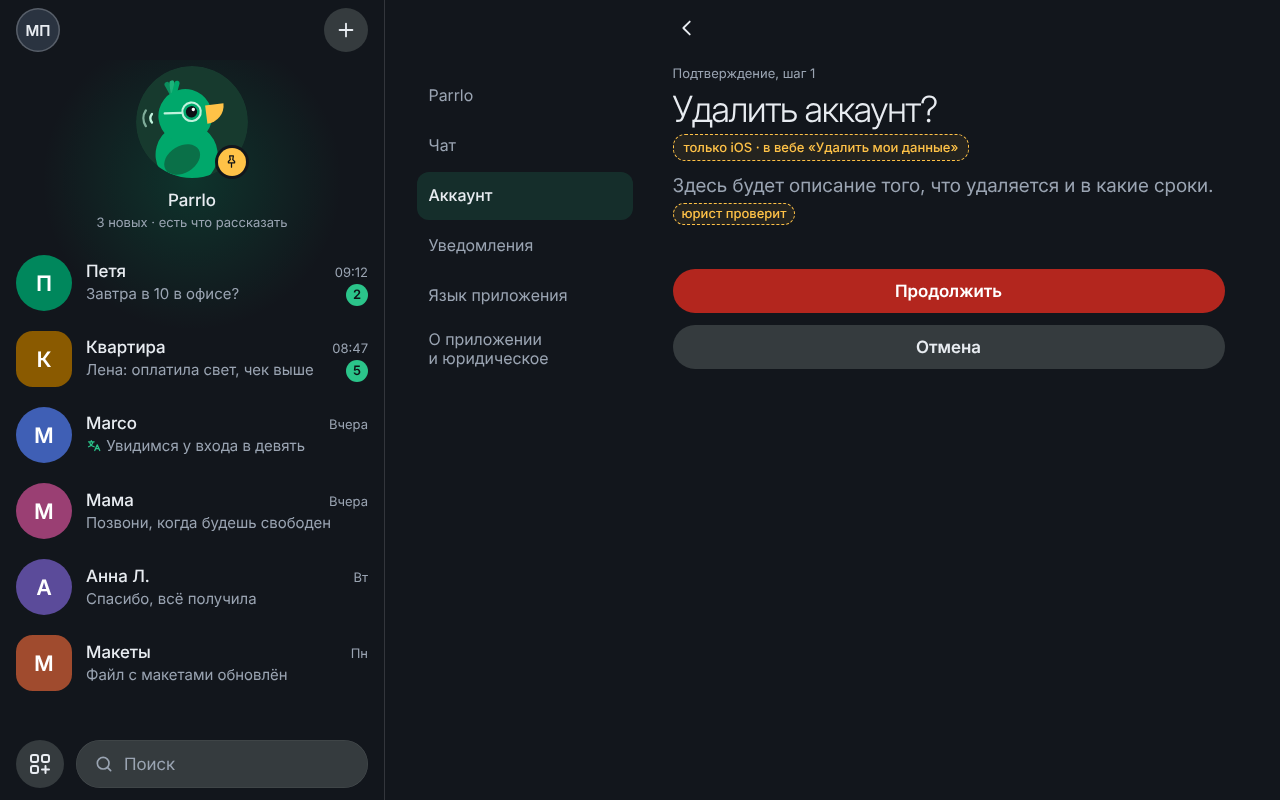 МП
Parrlo
3 новых · есть что рассказать
П
Петя
09:12
Завтра в 10 в офисе?
2
К
Квартира
08:47
Лена: оплатила свет, чек выше
5
M
Marco
Вчера
Увидимся у входа в девять
М
Мама
Вчера
Позвони, когда будешь свободен
А
Анна Л.
Вт
Спасибо, всё получила
М
Макеты
Пн
Файл с макетами обновлён
Поиск
Parrlo
Чат
Аккаунт
Уведомления
Язык приложения
О приложении
и юридическое
Подтверждение, шаг 1
Удалить аккаунт?
только iOS · в вебе «Удалить мои данные»
Здесь будет описание того, что удаляется и в какие сроки.
юрист проверит
Продолжить
Отмена